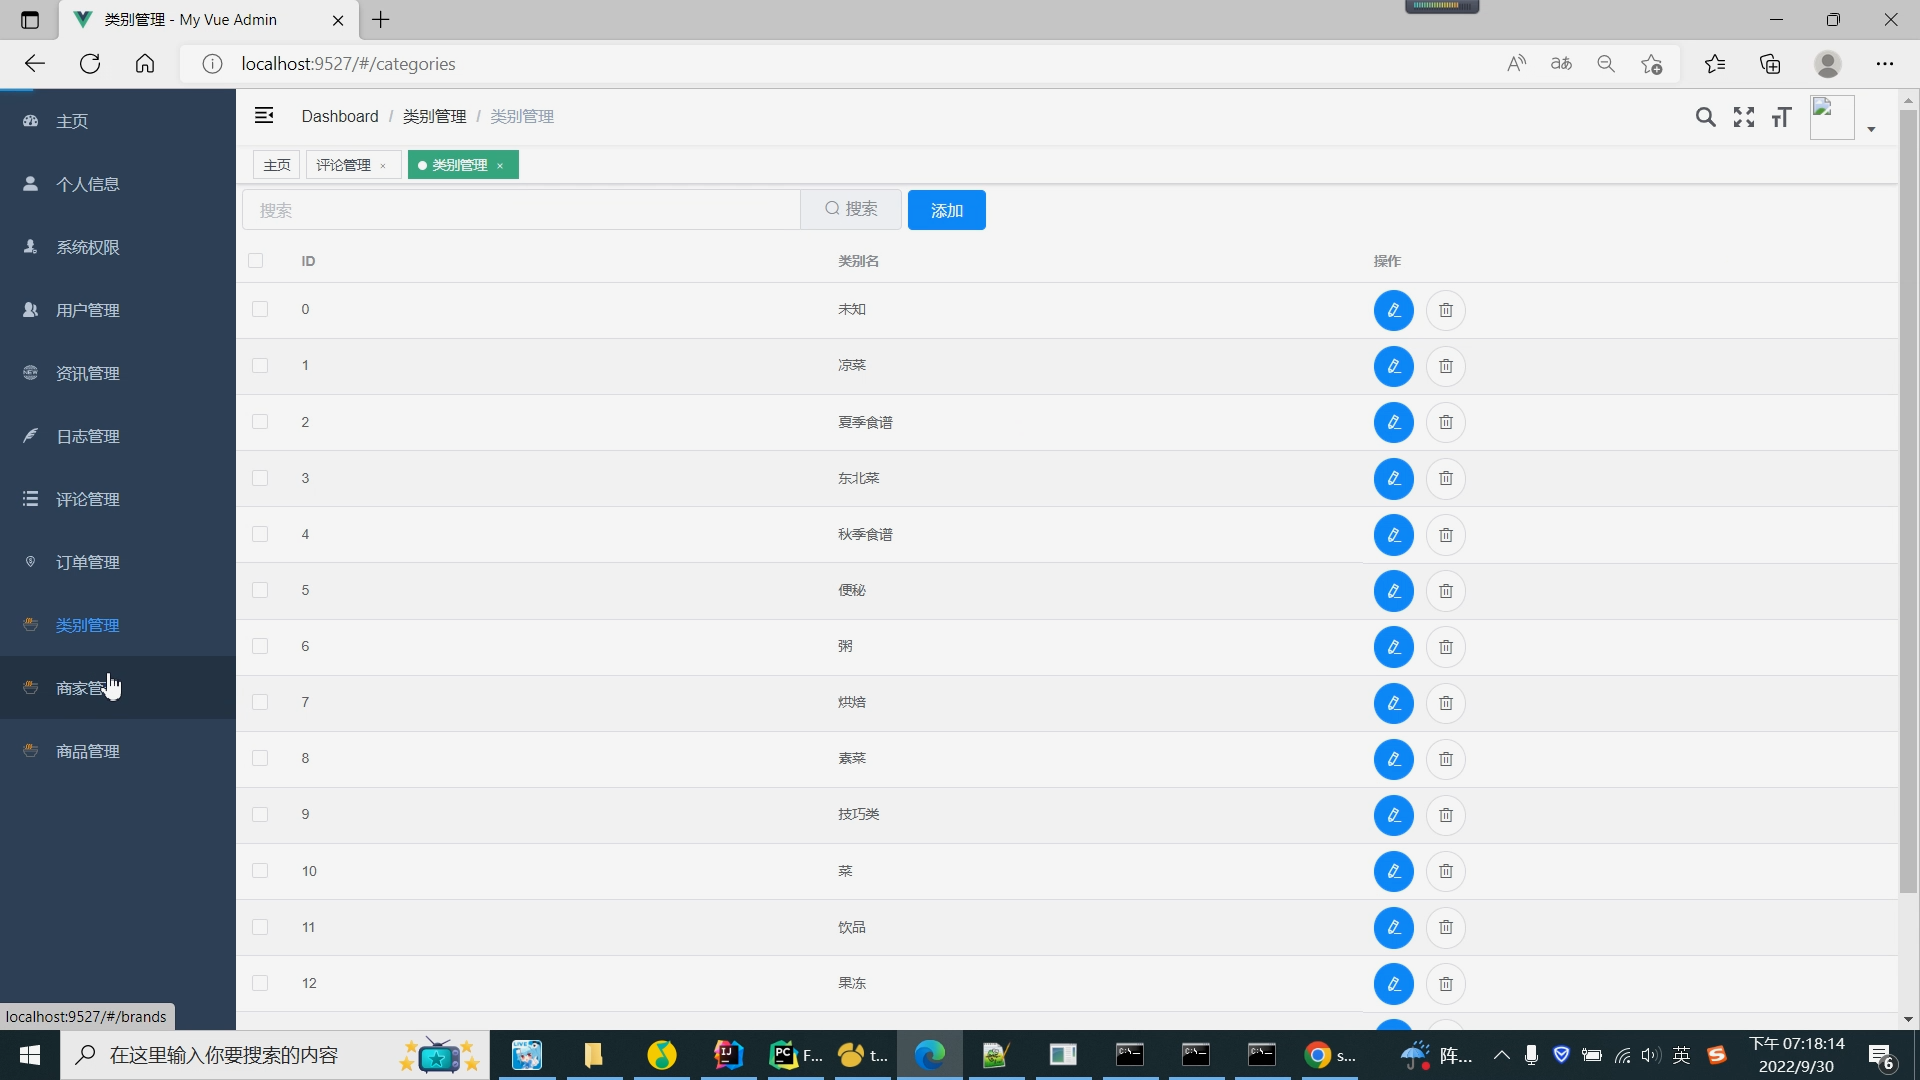 类别管理 - My Vue Admin
localhost:9527/#/categories
主页
个人信息
系统权限
用户管理
资讯管理
日志管理
评论管理
订单管理
类别管理
商家管
商品管理
Dashboard / 类别管理 / 类别管理
主页 评论管理 × 类别管理 ×
搜索 搜索 添加
ID 类别名 操作
0 未知
1 凉菜
2 夏季食谱
3 东北菜
4 秋季食谱
5 便秘
6 粥
7 烘焙
8 素菜
9 技巧类
10 菜
11 饮品
12 果冻
localhost:9527/#/brands
在这里输入你要搜索的内容
F... t... s... 阵... 英
下午 07:18:14
2022/9/30
6